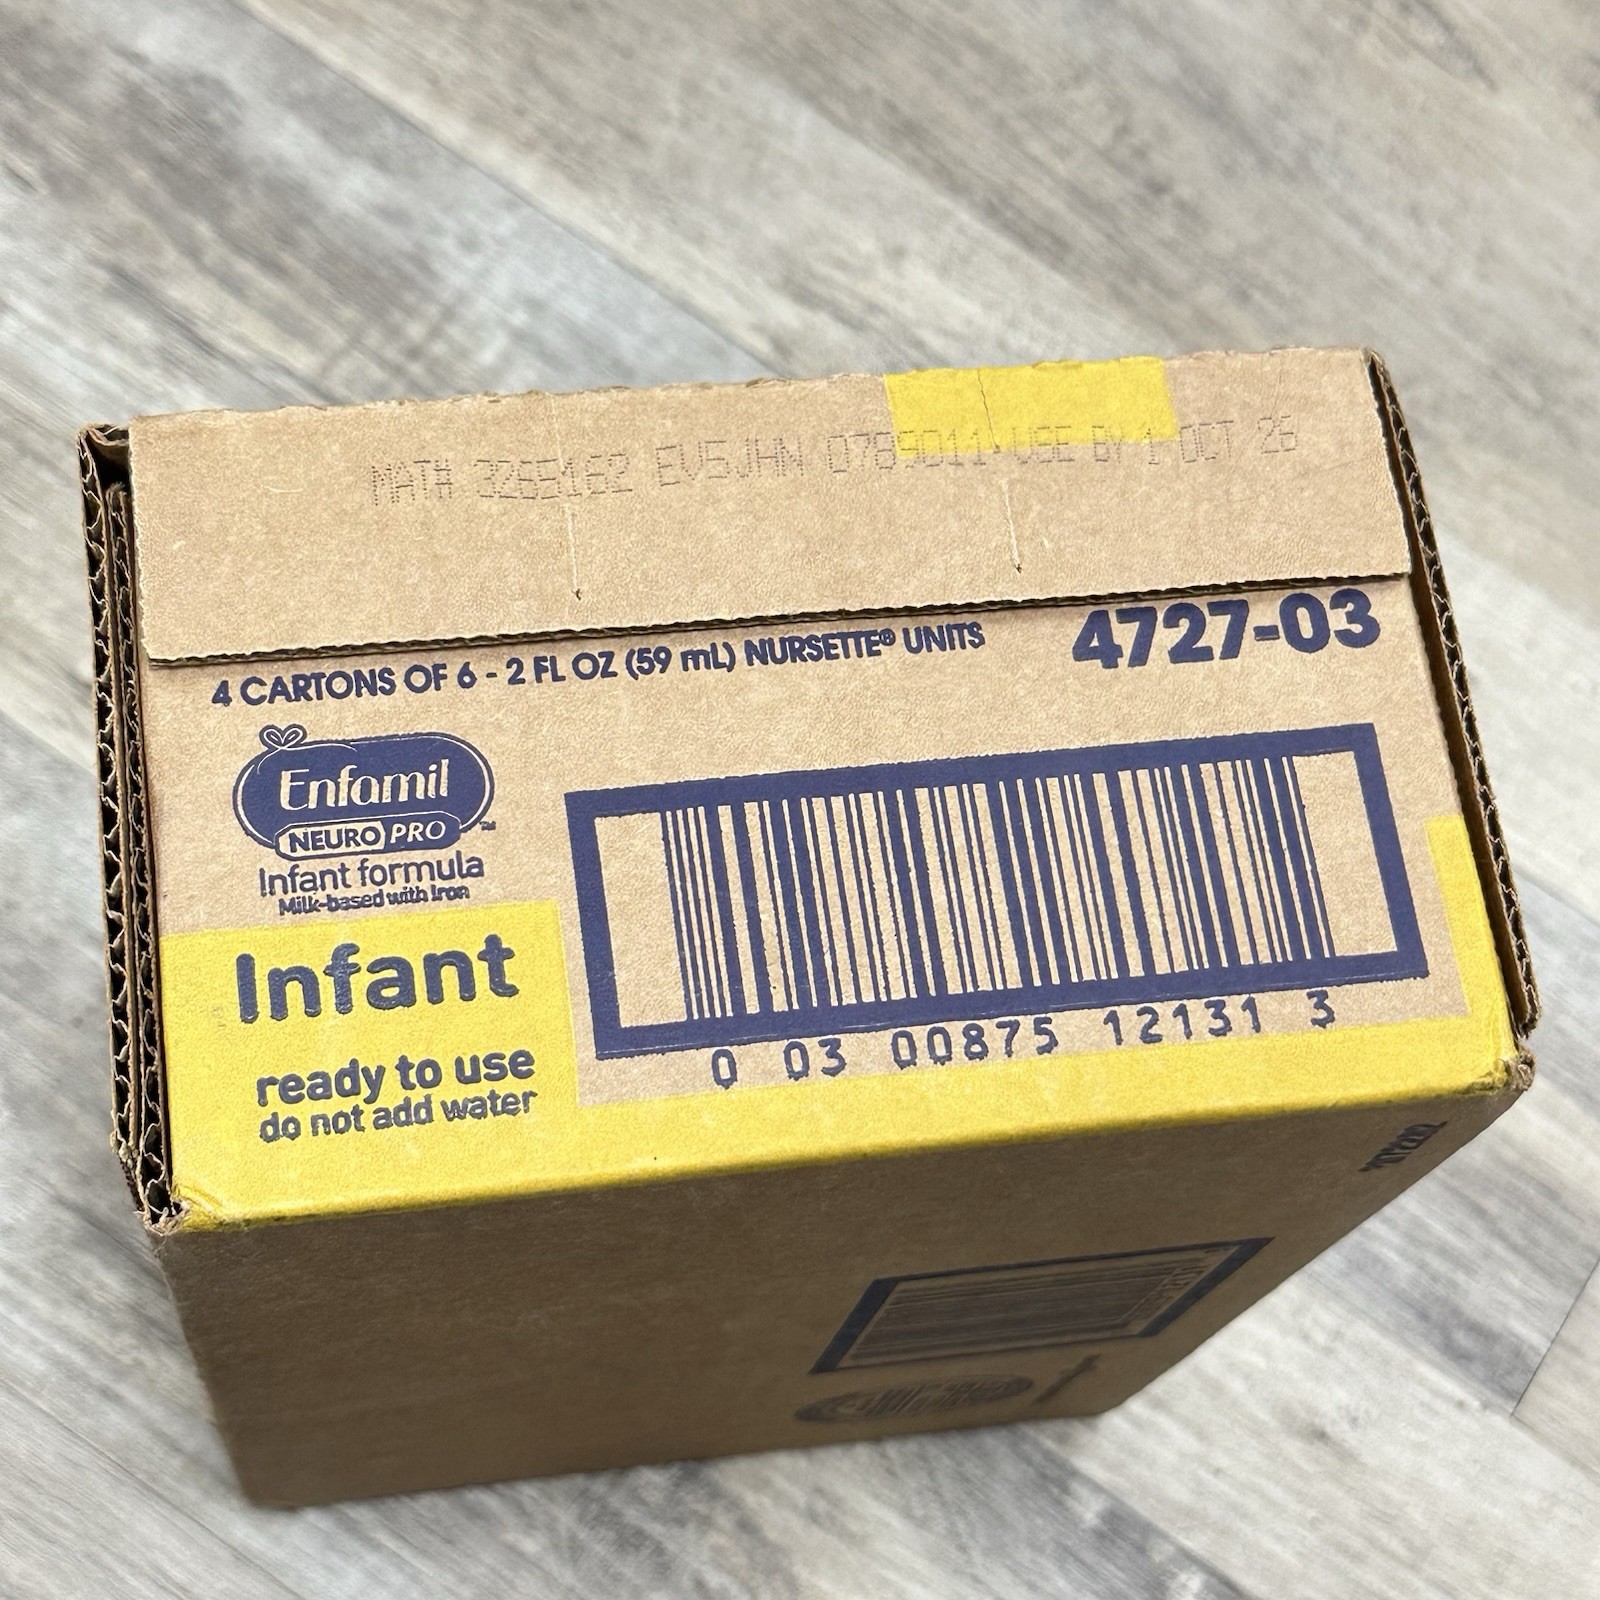 MAT# 3265162 EV5JHN 0789011 USE BY 1 OCT 26
4 CARTONS OF 6 - 2 FL OZ (59 mL) NURSETTE® UNITS
4727-03
Enfamil
NEUROPRO™
Infant formula
Milk-based with Iron
Infant
ready to use
do not add water
0 03 00875 12131 3